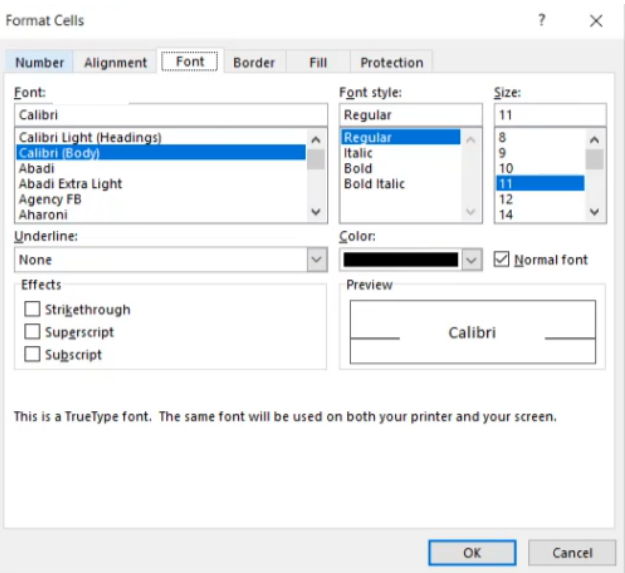 Format Cells ? ×
Number Alignment Font Border Fill Protection
Font: Font style: Size:
Calibri Regular 11
Calibri Light (Headings) Regular 8
Calibri (Body) Italic 9
Abadi Bold 10
Abadi Extra Light Bold Italic 11
Agency FB 12
Aharoni 14
Underline: Color:
None Normal font
Effects Preview
Strikethrough
Superscript Calibri
Subscript
This is a TrueType font. The same font will be used on both your printer and your screen.
OK Cancel